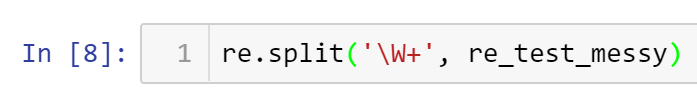 In [8]: 1 re.split('\W+', re_test_messy)